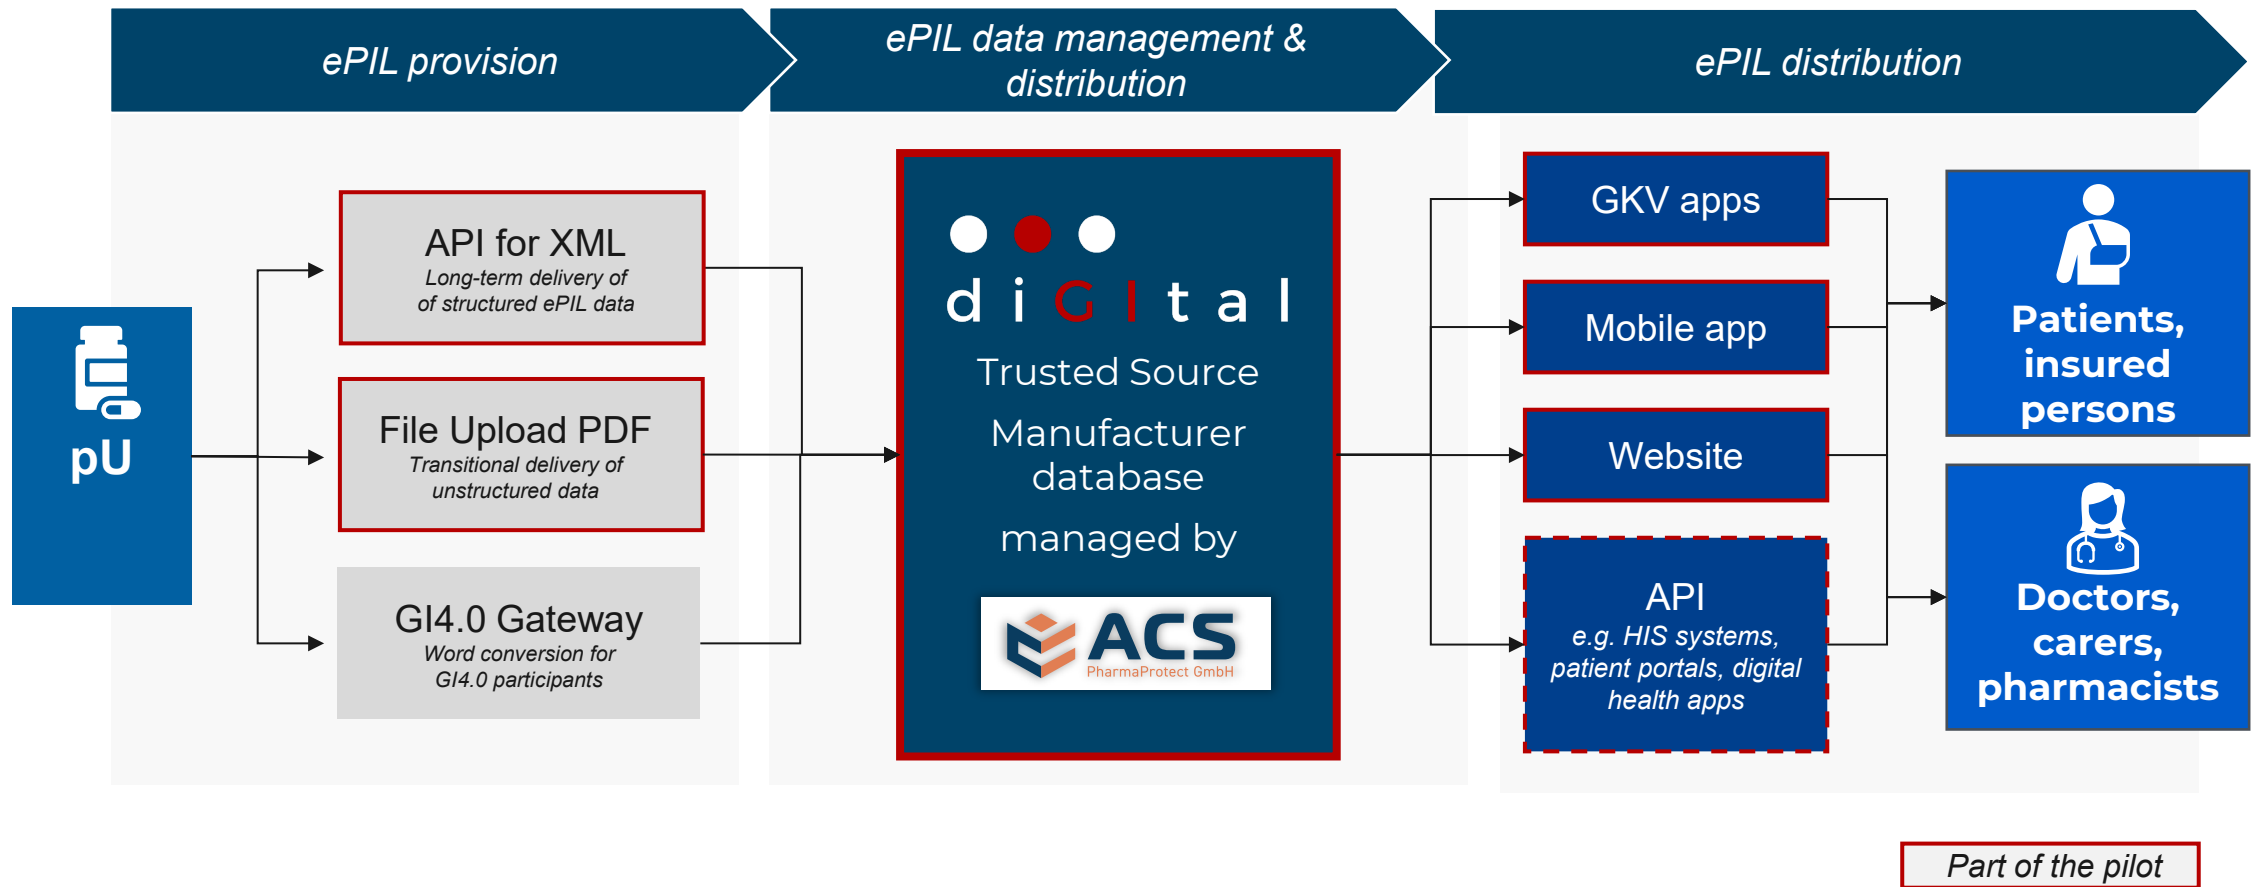 ePIL provision
ePIL data management &
distribution
ePIL distribution
pU
API for XML
Long-term delivery of
of structured ePIL data
File Upload PDF
Transitional delivery of
unstructured data
GI4.0 Gateway
Word conversion for
GI4.0 participants
diGItal
Trusted Source
Manufacturer
database
managed by
ACS
PharmaProtect GmbH
GKV apps
Mobile app
Website
API
e.g. HIS systems,
patient portals, digital
health apps
Patients,
insured
persons
Doctors,
carers,
pharmacists
Part of the pilot